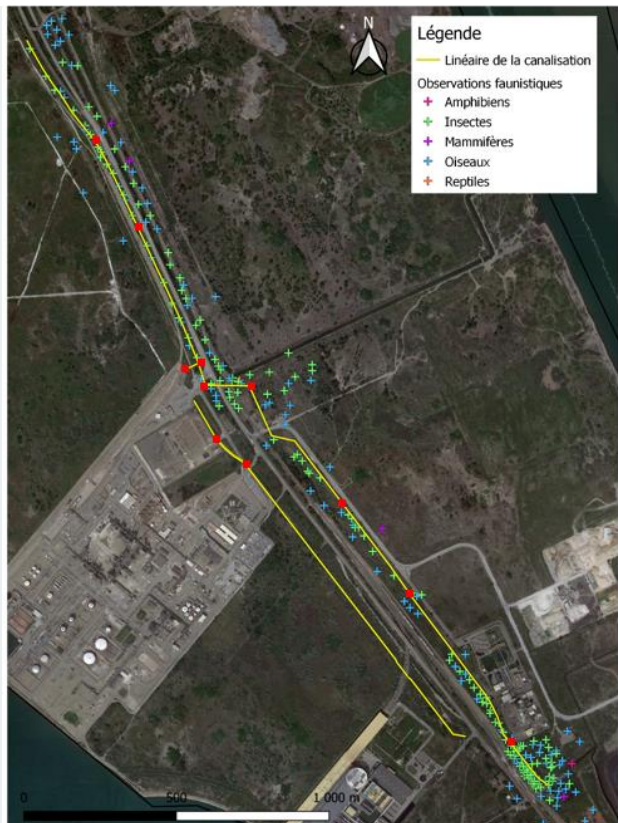 N
Légende
Linéaire de la canalisation
Observations faunistiques
Amphibiens
Insectes
Mammifères
Oiseaux
Reptiles
0 500 1 000 m